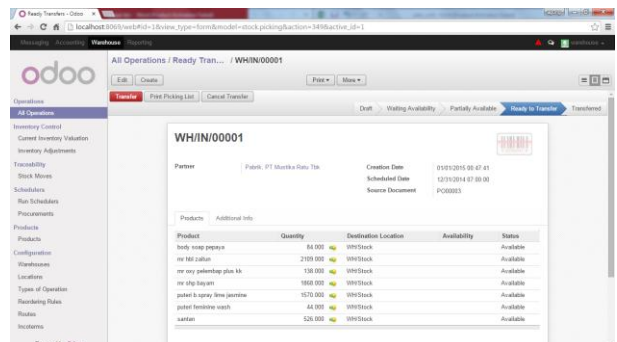 Ready Transfers - Odoo
localhost:8069/web#id=1&view_type=form&model=stock.picking&action=349&active_id=1
Messaging Accounting Warehouse Reporting
warehouse
odoo
All Operations / Ready Tran... / WH/IN/00001
Edit Create Print More
Transfer Print Picking List Cancel Transfer
Draft Waiting Availability Partially Available Ready to Transfer Transferred
Operations
All Operations
Inventory Control
Current Inventory Valuation
Inventory Adjustments
Traceability
Stock Moves
Schedulers
Run Schedulers
Procurements
Products
Products
Configuration
Warehouses
Locations
Types of Operation
Reordering Rules
Routes
Incoterms
WH/IN/00001
Partner Pabrik, PT Mustika Ratu Tbk
Creation Date 01/01/2015 00:47:41
Scheduled Date 12/31/2014 07:00:00
Source Document PO00003
Products Additional Info
Product Quantity Destination Location Availability Status
body soap pepaya 84.000 WH/Stock Available
mr hbl zaitun 2109.000 WH/Stock Available
mr oxy pelembap plus kk 138.000 WH/Stock Available
mr shp bayam 1868.000 WH/Stock Available
puteri b.spray lime jasmine 1570.000 WH/Stock Available
puteri feminine wash 44.000 WH/Stock Available
santan 526.000 WH/Stock Available